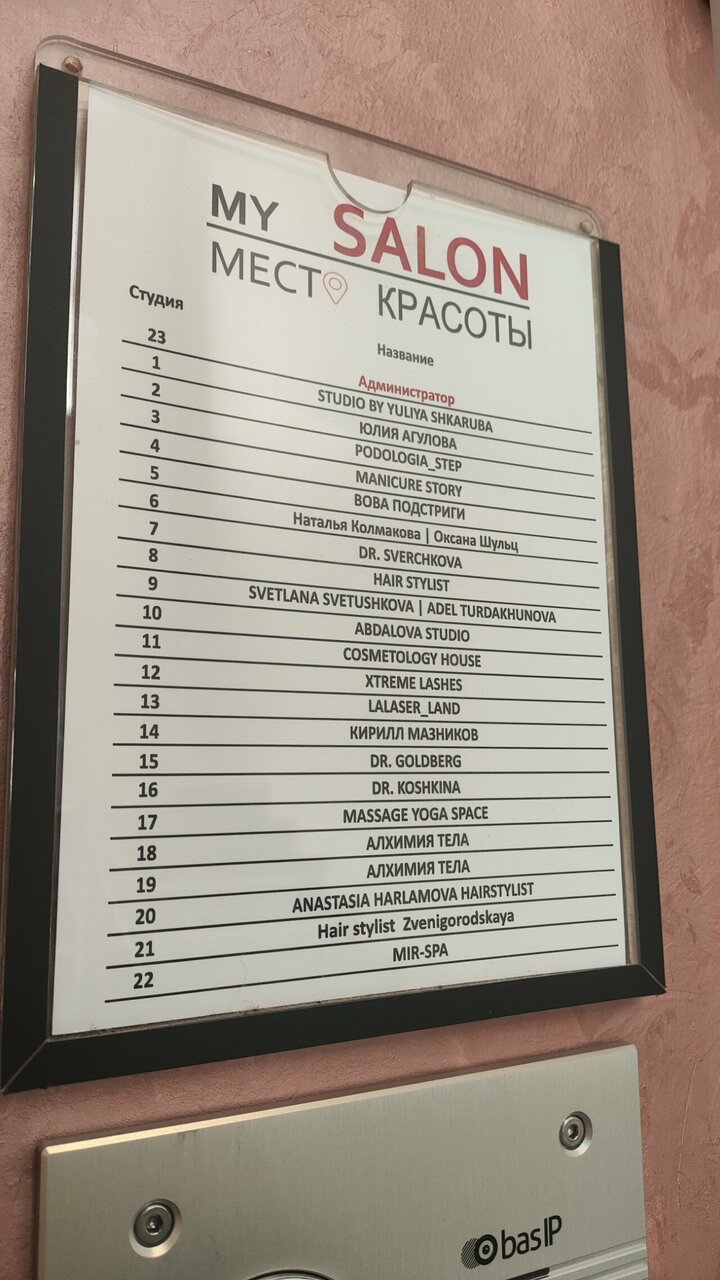 MY SALON
МЕСТО КРАСОТЫ
Студия Название
23 Администратор
1 STUDIO BY YULIYA SHKARUBA
2 ЮЛИЯ АГУЛОВА
3 PODOLOGIA_STEP
4 MANICURE STORY
5 ВОВА ПОДСТРИГИ
6 Наталья Колмакова | Оксана Шульц
7 DR. SVERCHKOVA
8 HAIR STYLIST
9 SVETLANA SVETUSHKOVA | ADEL TURDAKHUNOVA
10 ABDALOVA STUDIO
11 COSMETOLOGY HOUSE
12 XTREME LASHES
13 LALASER_LAND
14 КИРИЛЛ МАЗНИКОВ
15 DR. GOLDBERG
16 DR. KOSHKINA
17 MASSAGE YOGA SPACE
18 АЛХИМИЯ ТЕЛА
19 АЛХИМИЯ ТЕЛА
20 ANASTASIA HARLAMOVA HAIRSTYLIST
21 Hair stylist Zvenigorodskaya
22 MIR-SPA
basIP